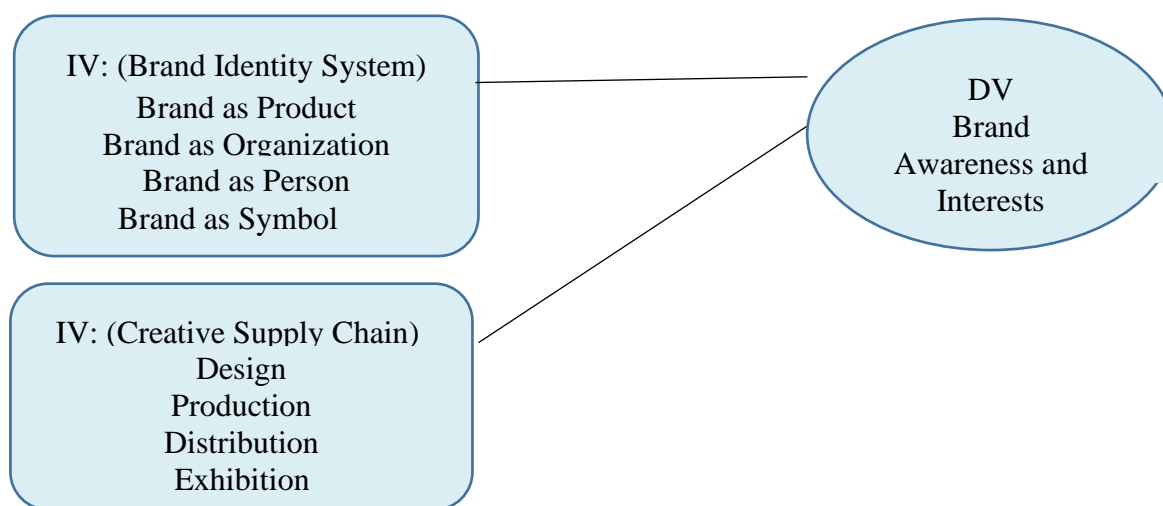 IV: (Brand Identity System)
Brand as Product
Brand as Organization
Brand as Person
Brand as Symbol
DV
Brand
Awareness and
Interests
IV: (Creative Supply Chain)
Design
Production
Distribution
Exhibition